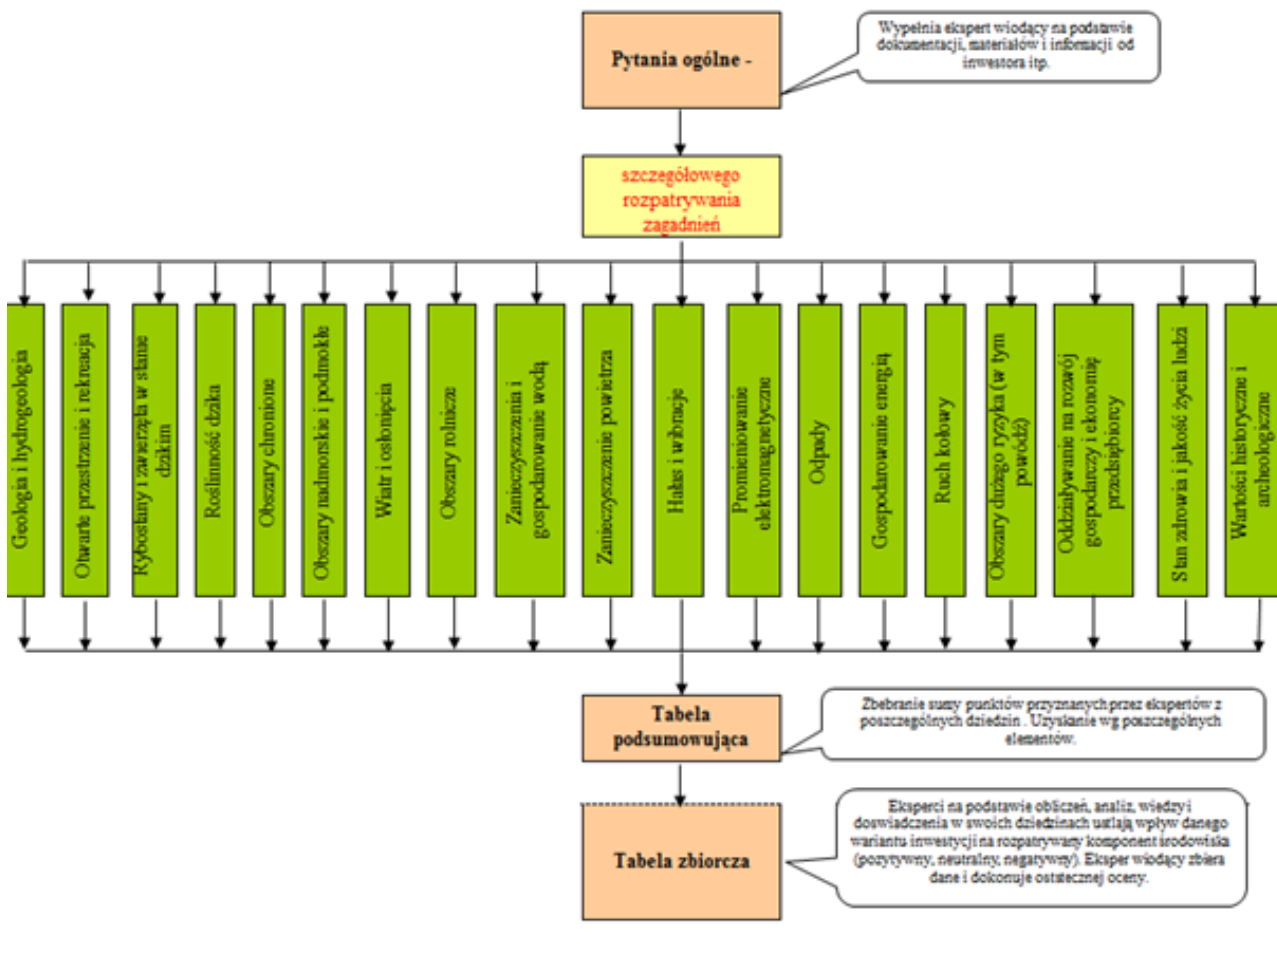 Pytania ogólne -
Wypełnia ekspert wiodący na podstawie
dokumentacji, materiałów i informacji od
inwestora itp.
szczegółowego
rozpatrywania
zagadnień
Geologia i hydrogeologia
Otwarte przestrzenie i rekreacja
Rybostany i zwierzęta w stanie
dzikim
Roślinność dzika
Obszary chronione
Obszary nadmorskie i podmokłe
Wiatr i osłonięcia
Obszary rolnicze
Zanieczyszczenia i
gospodarowanie wodą
Zanieczyszczenie powietrza
Hałas i wibracje
Promieniowanie
elektromagnetyczne
Odpady
Gospodarowanie energią
Ruch kołowy
Obszary dużego ryzyka (w tym
powódź)
Oddziaływanie na rozwój
gospodarczy i ekonomię
przedsiębiorcy
Stan zdrowia i jakość życia ludzi
Wartości historyczne i
archeologiczne
Tabela
podsumowująca
Zbebranie sumy punktów przyznanych przez ekspertów z
poszczególnych dziedzin . Uzyskanie wg poszczególnych
elementów.
Tabela zbiorcza
Eksperci na podstawie obliczeń, analiz, wiedzy i
doswiadczenia w swoich dziedzinach ustlają wpływ danego
wariantu inwestycji na rozpatrywany komponent środowiska
(pozytywny, neutralny, negatywny). Eksper wiodący zbiera
dane i dokonuje ostatecznej oceny.